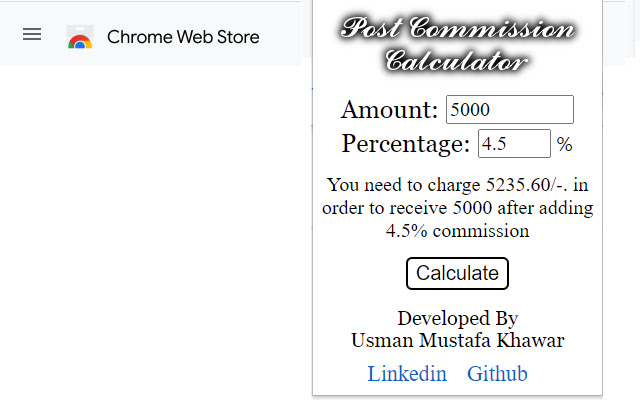 Chrome Web Store
Post Commission
Calculator
Amount: 5000
Percentage: 4.5 %
You need to charge 5235.60/-. in
order to receive 5000 after adding
4.5% commission
Calculate
Developed By
Usman Mustafa Khawar
Linkedin Github